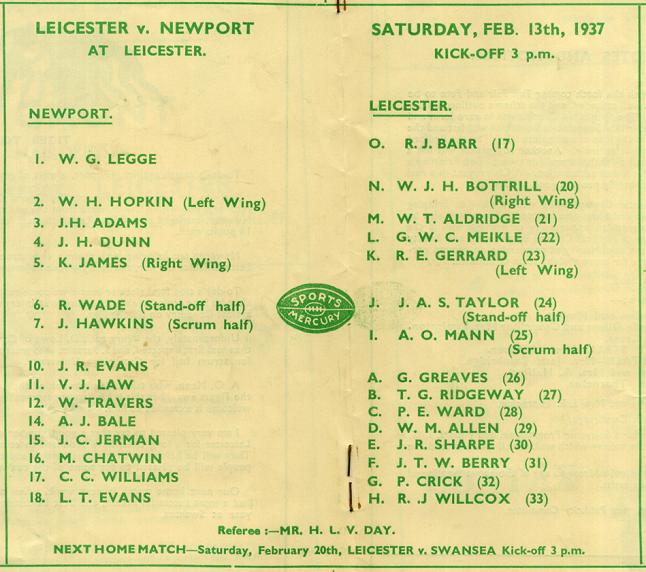 LEICESTER v. NEWPORT
AT LEICESTER.
NEWPORT.
1. W. G. LEGGE
2. W. H. HOPKIN (Left Wing)
3. J.H. ADAMS
4. J. H. DUNN
5. K. JAMES (Right Wing)
6. R. WADE (Stand-off half)
7. J. HAWKINS (Scrum half)
10. J. R. EVANS
11. V. J. LAW
12. W. TRAVERS
14. A. J. BALE
15. J. C. JERMAN
16. M. CHATWIN
17. C. C. WILLIAMS
18. L. T. EVANS
SPORTS
MERCURY
SATURDAY, FEB. 13th, 1937
KICK-OFF 3 p.m.
LEICESTER.
O. R. J. BARR (17)
N. W. J. H. BOTTRILL (20)
(Right Wing)
M. W. T. ALDRIDGE (21)
L. G. W. C. MEIKLE (22)
K. R. E. GERRARD (23)
(Left Wing)
J. J. A. S. TAYLOR (24)
(Stand-off half)
I. A. O. MANN (25)
(Scrum half)
A. G. GREAVES (26)
B. T. G. RIDGEWAY (27)
C. P. E. WARD (28)
D. W. M. ALLEN (29)
E. J. R. SHARPE (30)
F. J. T. W. BERRY (31)
G. P. CRICK (32)
H. R. .J WILLCOX (33)
Referee :—MR. H. L. V. DAY.
NEXT HOME MATCH—Saturday, February 20th, LEICESTER v. SWANSEA Kick-off 3 p.m.